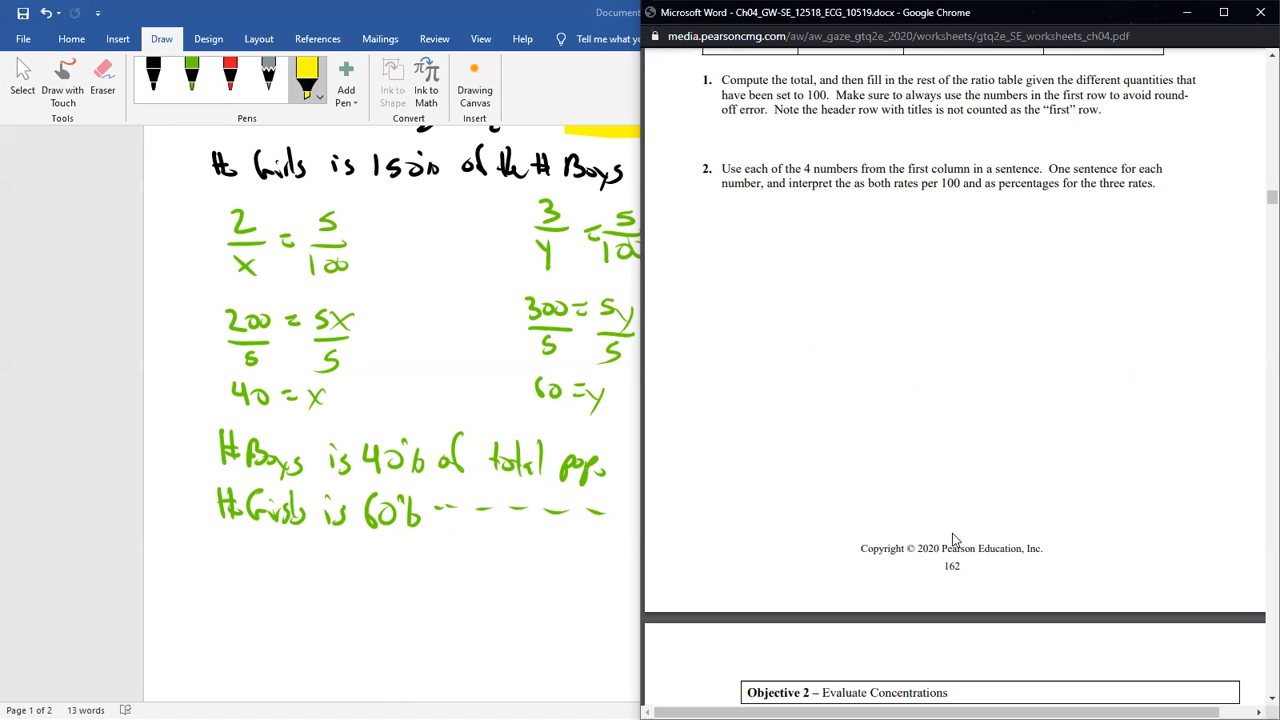 Document
Microsoft Word - Ch04_GW-SE_12518_ECG_10519.docx - Google Chrome
File Home Insert Draw Design Layout References Mailings Review View Help Tell me what you
media.pearsoncmg.com/aw/aw_gaze_gtq2e_2020/worksheets/gtq2e_SE_worksheets_ch04.pdf
Select Draw with Touch Eraser Add Pen Ink to Shape Ink to Math Drawing Canvas
Tools Pens Convert Insert
# Girls is 150% of the # Boys
2/x = 5/100
3/y = 5/100
200/5 = 5x/5
300/5 = 5y/5
40 = x
60 = y
# Boys is 40% of total pop.
# Girls is 60% - - - - - -
Page 1 of 2 13 words
1. Compute the total, and then fill in the rest of the ratio table given the different quantities that
have been set to 100. Make sure to always use the numbers in the first row to avoid round-
off error. Note the header row with titles is not counted as the “first” row.
2. Use each of the 4 numbers from the first column in a sentence. One sentence for each
number, and interpret the as both rates per 100 and as percentages for the three rates.
Copyright © 2020 Pearson Education, Inc.
162
Objective 2 – Evaluate Concentrations